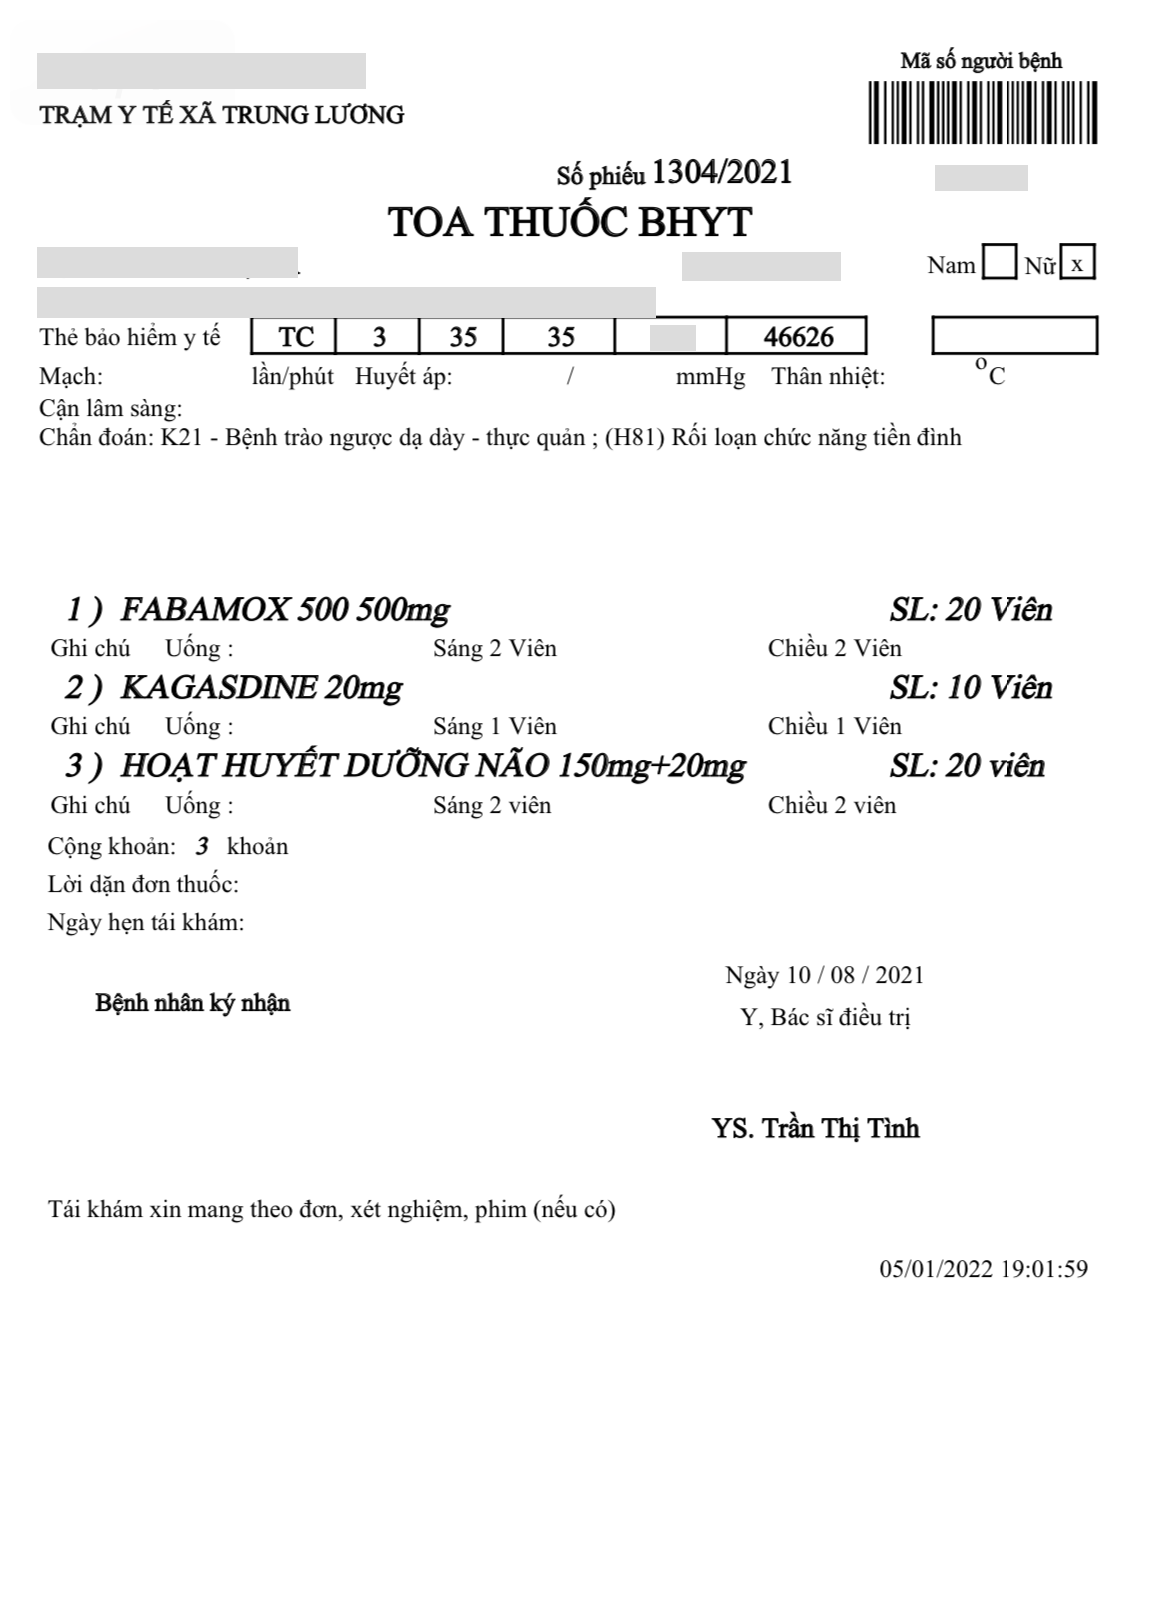 Mã số người bệnh
TRẠM Y TẾ XÃ TRUNG LƯƠNG
Số phiếu 1304/2021
TOA THUỐC BHYT
Nam Nữ x
Thẻ bảo hiểm y tế TC 3 35 35 46626
Mạch: lần/phút Huyết áp: / mmHg Thân nhiệt: ºC
Cận lâm sàng:
Chẩn đoán: K21 - Bệnh trào ngược dạ dày - thực quản ; (H81) Rối loạn chức năng tiền đình
1 ) FABAMOX 500 500mg SL: 20 Viên
Ghi chú Uống : Sáng 2 Viên Chiều 2 Viên
2 ) KAGASDINE 20mg SL: 10 Viên
Ghi chú Uống : Sáng 1 Viên Chiều 1 Viên
3 ) HOẠT HUYẾT DƯỠNG NÃO 150mg+20mg SL: 20 viên
Ghi chú Uống : Sáng 2 viên Chiều 2 viên
Cộng khoản: 3 khoản
Lời dặn đơn thuốc:
Ngày hẹn tái khám:
Ngày 10 / 08 / 2021
Bệnh nhân ký nhận
Y, Bác sĩ điều trị
YS. Trần Thị Tình
Tái khám xin mang theo đơn, xét nghiệm, phim (nếu có)
05/01/2022 19:01:59